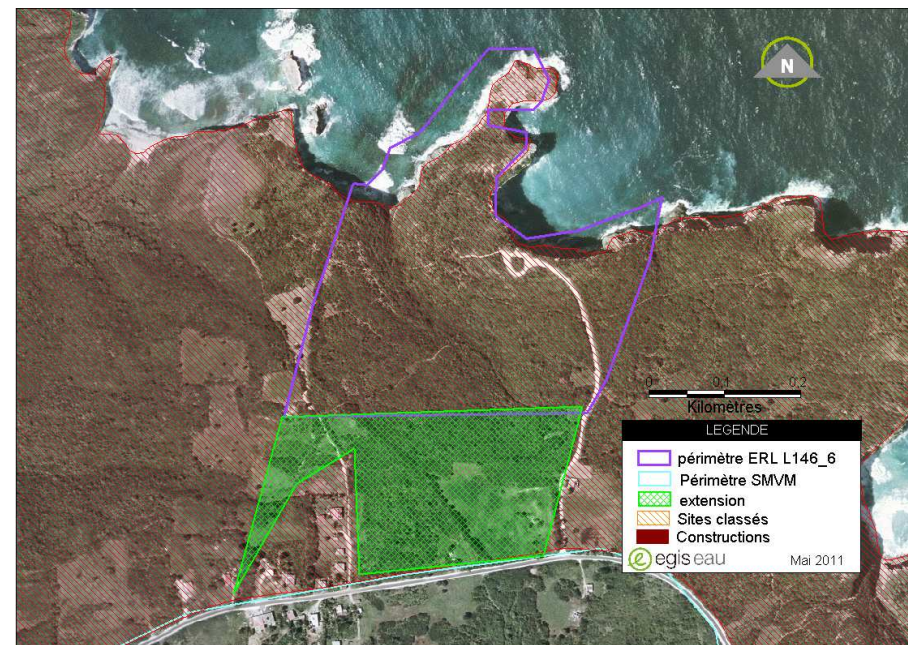 N
0 0,1 0,2
Kilomètres
LEGENDE
périmètre ERL L146_6
Périmètre SMVM
extension
Sites classés
Constructions
egis eau Mai 2011